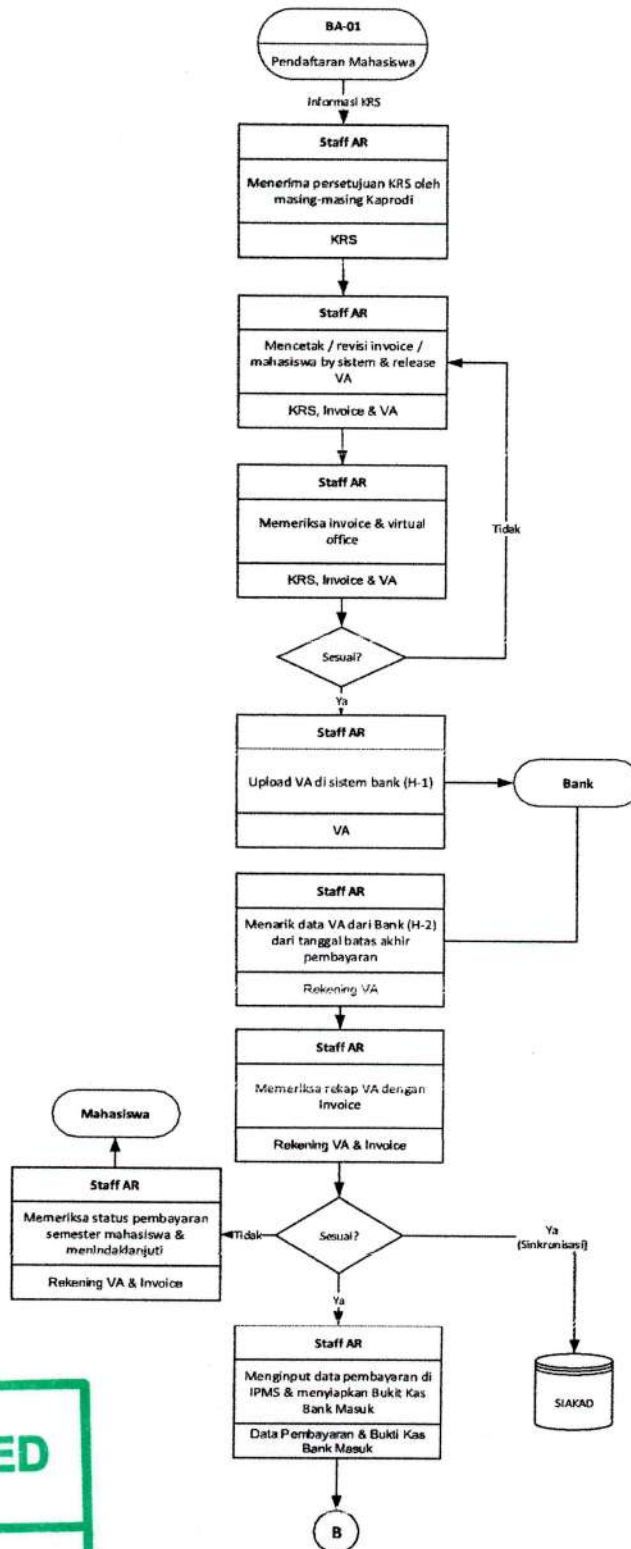 BA-01
Pendaftaran Mahasiswa
Informasi KRS
Staff AR
Menerima persetujuan KRS oleh
masing-masing Kaprodi
KRS
Staff AR
Mencetak / revisi invoice /
mahasiswa by sistem & release
VA
KRS, Invoice & VA
Staff AR
Memeriksa invoice & virtual
office
KRS, Invoice & VA
Tidak
Sesuai?
Ya
Staff AR
Upload VA di sistem bank (H-1)
VA
Bank
Staff AR
Menarik data VA dari Bank (H-2)
dari tanggal batas akhir
pembayaran
Rekening VA
Staff AR
Memeriksa rekap VA dengan
Invoice
Rekening VA & Invoice
Mahasiswa
Staff AR
Memeriksa status pembayaran
semester mahasiswa &
menindaklanjuti
Rekening VA & Invoice
Tidak
Sesuai?
Ya
(Sinkronisasi)
Ya
Staff AR
Menginput data pembayaran di
IPMS & menyiapkan Bukit Kas
Bank Masuk
Data Pembayaran & Bukti Kas
Bank Masuk
SIAKAD
ED
B